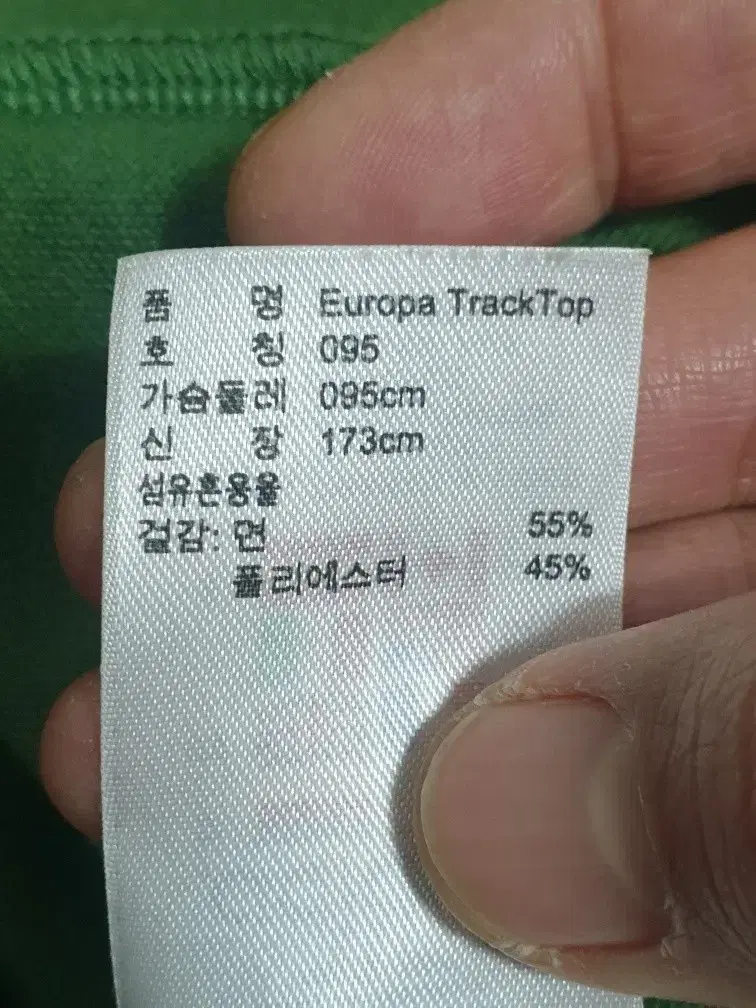 품 명 Europa TrackTop
호 칭 095
가슴둘레 095cm
신 장 173cm
섬유혼용율
겉감: 면 55%
폴리에스터 45%